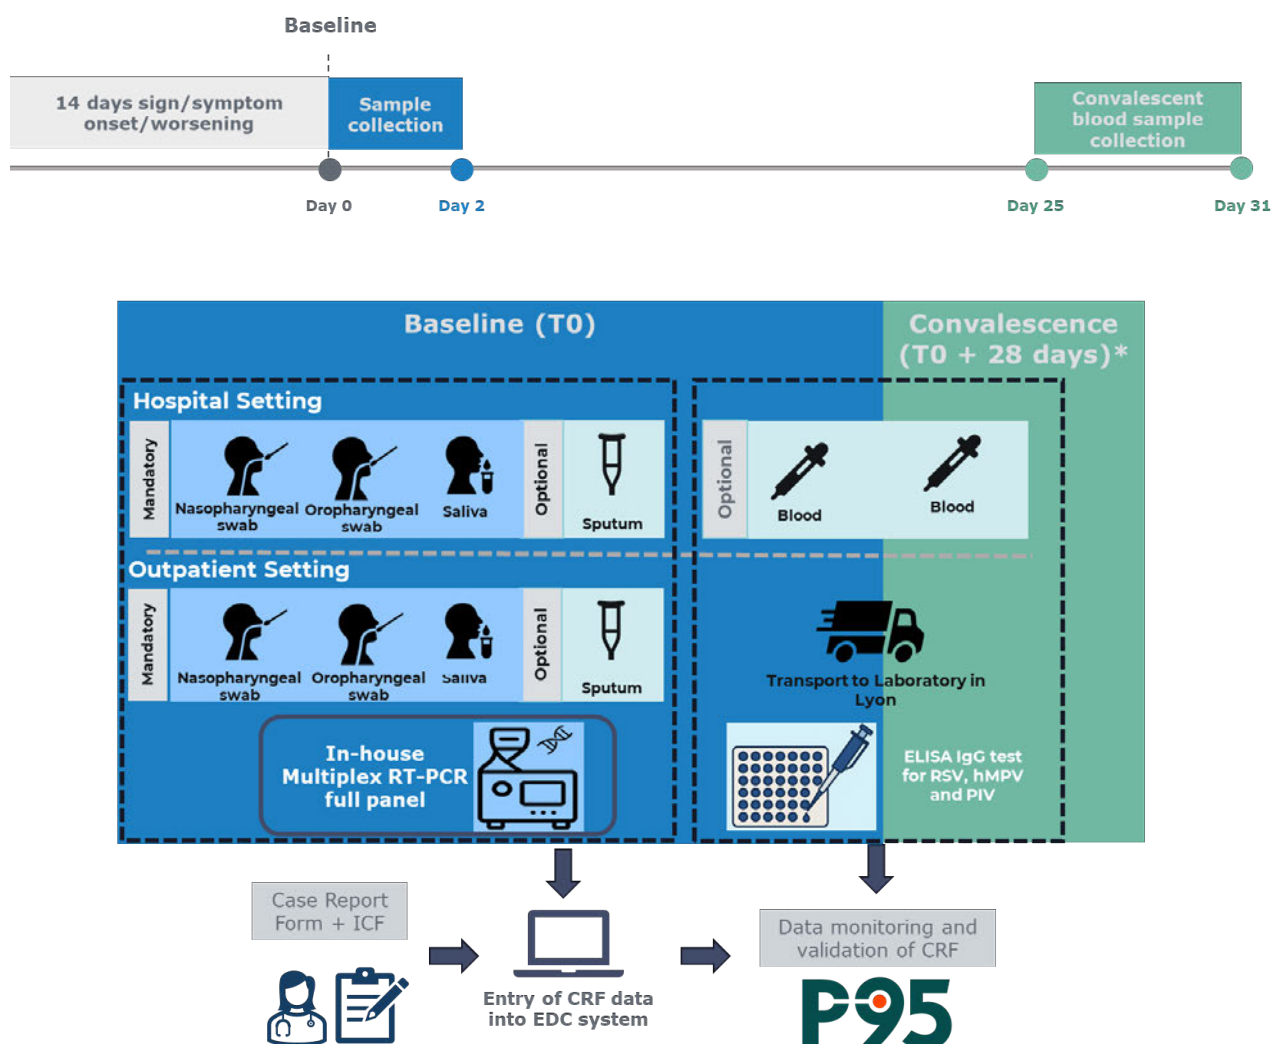 Baseline
14 days sign/symptom
onset/worsening
Sample
collection
Convalescent
blood sample
collection
Day 0
Day 2
Day 25
Day 31
Baseline (T0)
Convalescence
(T0 + 28 days)*
Hospital Setting
Mandatory
Nasopharyngeal
swab
Oropharyngeal
swab
Saliva
Optional
Sputum
Optional
Blood
Blood
Outpatient Setting
Mandatory
Nasopharyngeal
swab
Oropharyngeal
swab
Saliva
Optional
Sputum
Transport to Laboratory in
Lyon
In-house
Multiplex RT-PCR
full panel
ELISA IgG test
for RSV, hMPV
and PIV
Case Report
Form + ICF
Entry of CRF data
into EDC system
Data monitoring and
validation of CRF
P95